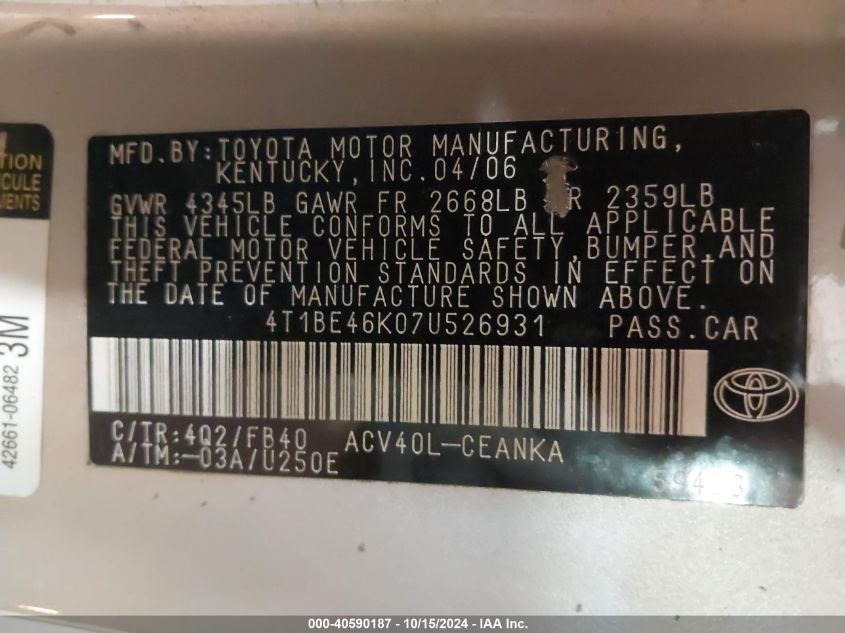 MFD.BY:TOYOTA MOTOR MANUFACTURING,
KENTUCKY,INC.04/06
GVWR 4345LB GAWR FR 2668LB R 2359LB
THIS VEHICLE CONFORMS TO ALL APPLICABLE
FEDERAL MOTOR VEHICLE SAFETY,BUMPER,AND
THEFT PREVENTION STANDARDS IN EFFECT ON
THE DATE OF MANUFACTURE SHOWN ABOVE.
4T1BE46K07U526931 PASS.CAR
C/TR:4Q2/FB40 ACV40L-CEANKA
A/TM:-03A/U250E
42661-06482 3M
000-40590187 - 10/15/2024 - IAA Inc.